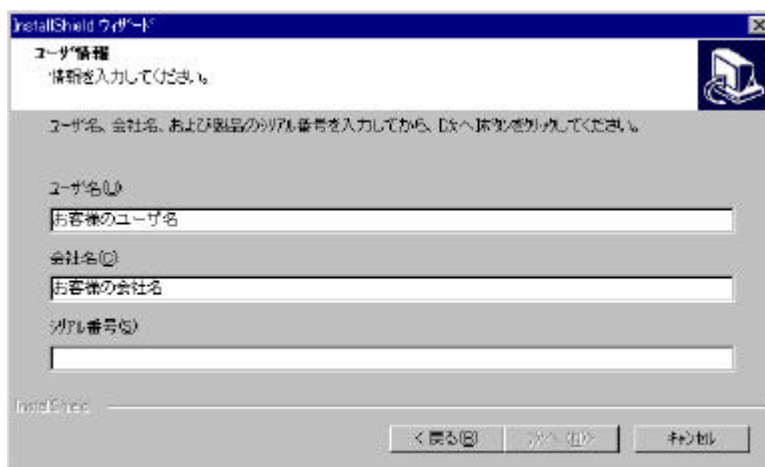 InstallShield ウィザード
ユーザ情報
情報を入力してください。
ユーザ名、会社名、および製品のシリアル番号を入力してから、[次へ]ボタンをクリックしてください。
ユーザ名(U)
お客様のユーザ名
会社名(C)
お客様の会社名
シリアル番号(S)
InstallShield
< 戻る(B)
次へ(N)>
キャンセル